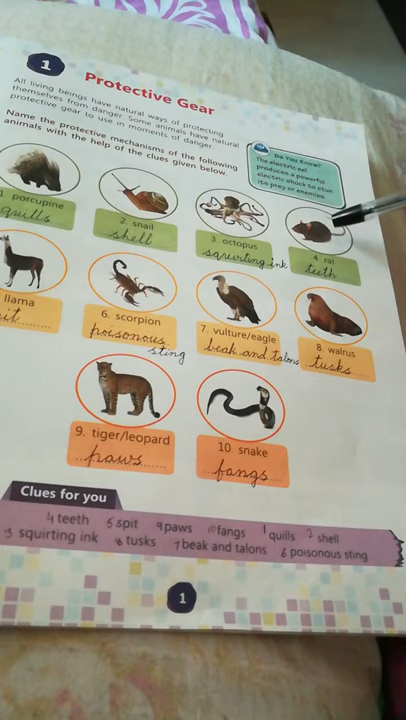 1
Protective Gear
All living beings have natural ways of protecting
themselves from danger. Some animals have natural
protective gear to use in moments of danger.
Name the protective mechanisms of the following
animals with the help of the clues given below.
Do You Know?
The electric eel
produces a powerful
electric shock to stun
its prey or enemies.
1. porcupine
quills
2. snail
shell
3. octopus
squirting ink
4. rat
teeth
llama
6. scorpion
poisonous
sting
7. vulture/eagle
beak and talons
8. walrus
tusks
9. tiger/leopard
paws
10. snake
fangs
Clues for you
4 teeth 5 spit 9 paws 10 fangs 1 quills 2 shell
3 squirting ink 8 tusks 7 beak and talons 6 poisonous sting
1